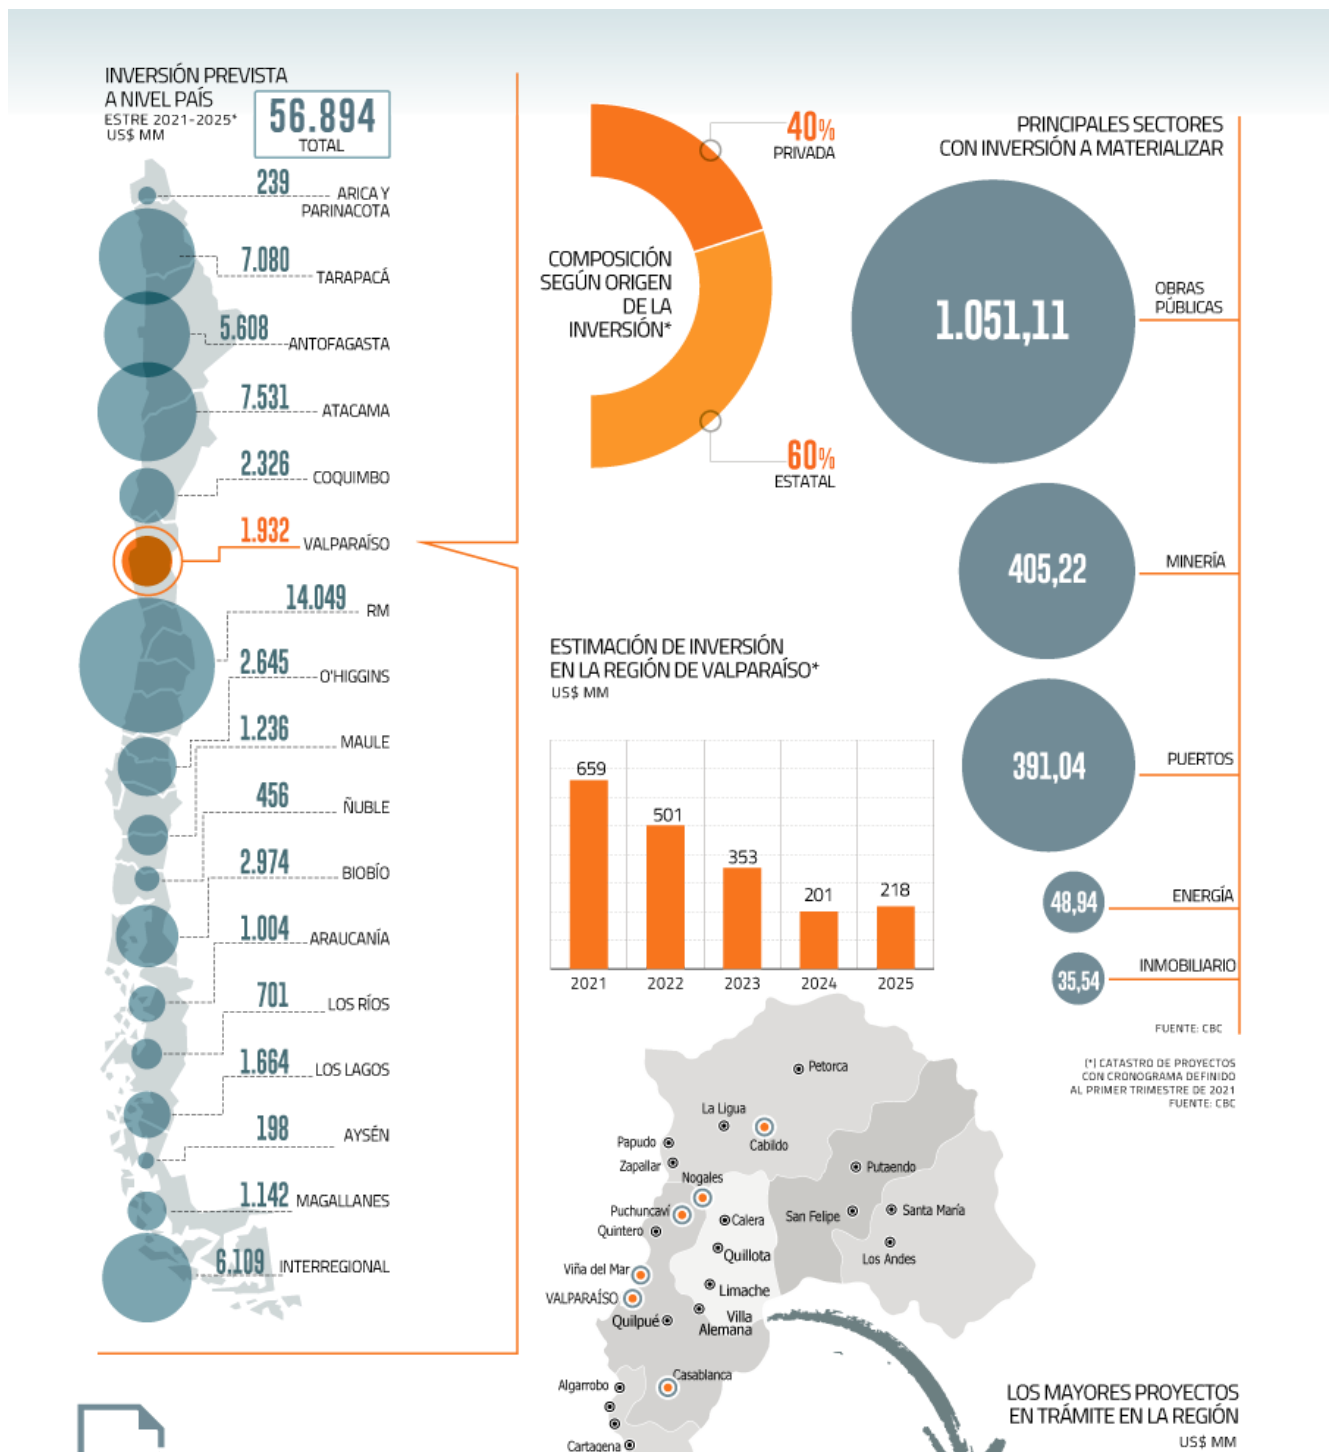 INVERSIÓN PREVISTA
A NIVEL PAÍS
ESTRE 2021-2025*
US$ MM
56.894
TOTAL
239
ARICA Y
PARINACOTA
7.080
TARAPACÁ
5.608
ANTOFAGASTA
7.531
ATACAMA
2.326
COQUIMBO
1.932
VALPARAÍSO
14.049
RM
2.645
O'HIGGINS
1.236
MAULE
456
ÑUBLE
2.974
BIOBÍO
1.004
ARAUCANÍA
701
LOS RÍOS
1.664
LOS LAGOS
198
AYSÉN
1.142
MAGALLANES
6.109
INTERREGIONAL
40%
PRIVADA
COMPOSICIÓN
SEGÚN ORIGEN
DE LA
INVERSIÓN*
60%
ESTATAL
ESTIMACIÓN DE INVERSIÓN
EN LA REGIÓN DE VALPARAÍSO*
US$ MM
659
501
353
201
218
2021
2022
2023
2024
2025
PRINCIPALES SECTORES
CON INVERSIÓN A MATERIALIZAR
1.051,11
OBRAS
PÚBLICAS
405,22
MINERÍA
391,04
PUERTOS
48,94
ENERGÍA
35,54
INMOBILIARIO
FUENTE: CBC
(*) CATASTRO DE PROYECTOS
CON CRONOGRAMA DEFINIDO
AL PRIMER TRIMESTRE DE 2021
FUENTE: CBC
Petorca
La Ligua
Cabildo
Papudo
Zapallar
Nogales
Putaendo
Puchuncaví
Calera
San Felipe
Santa María
Quintero
Quillota
Los Andes
Viña del Mar
Limache
VALPARAÍSO
Quilpué
Villa
Alemana
Casablanca
Algarrobo
Cartagena
LOS MAYORES PROYECTOS
EN TRÁMITE EN LA REGIÓN
US$ MM